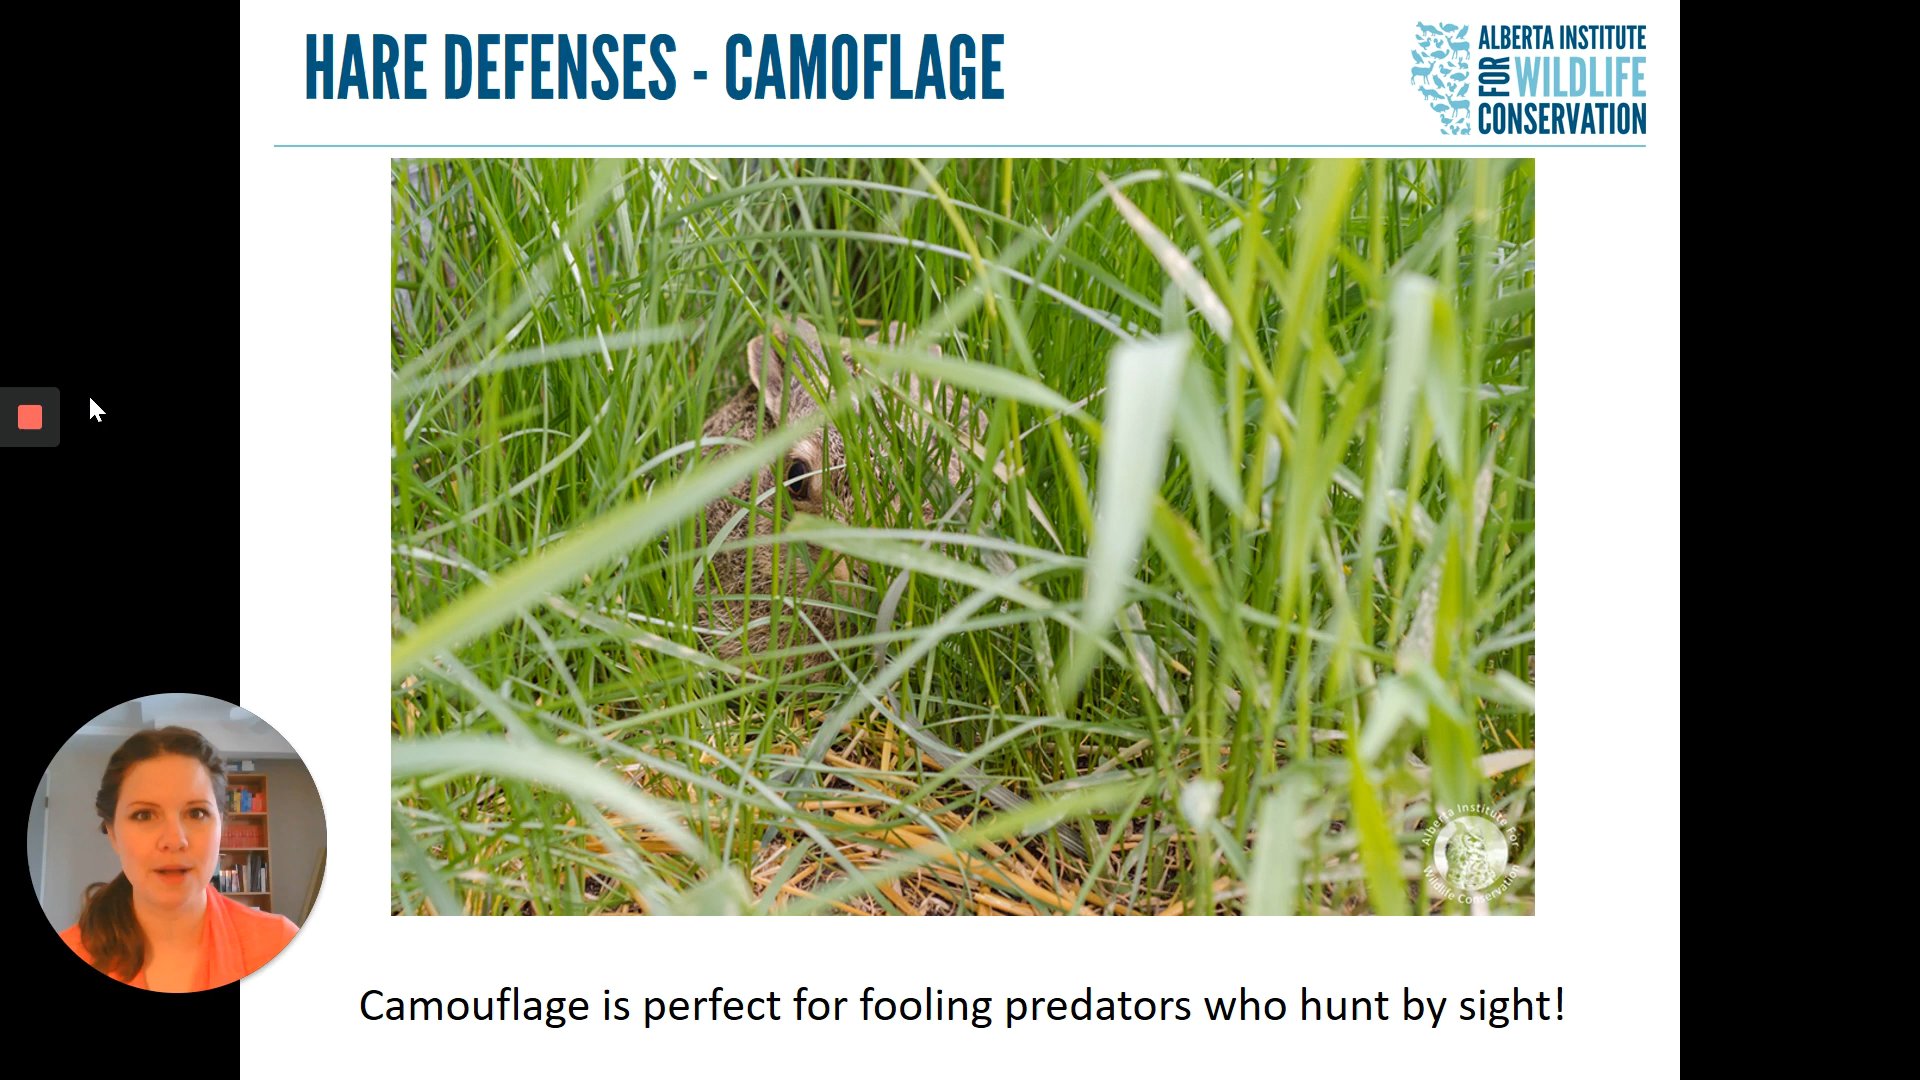 HARE DEFENSES - CAMOFLAGE
ALBERTA INSTITUTE
FOR WILDLIFE
CONSERVATION
Alberta Institute For
Wildlife Conservation
Camouflage is perfect for fooling predators who hunt by sight!